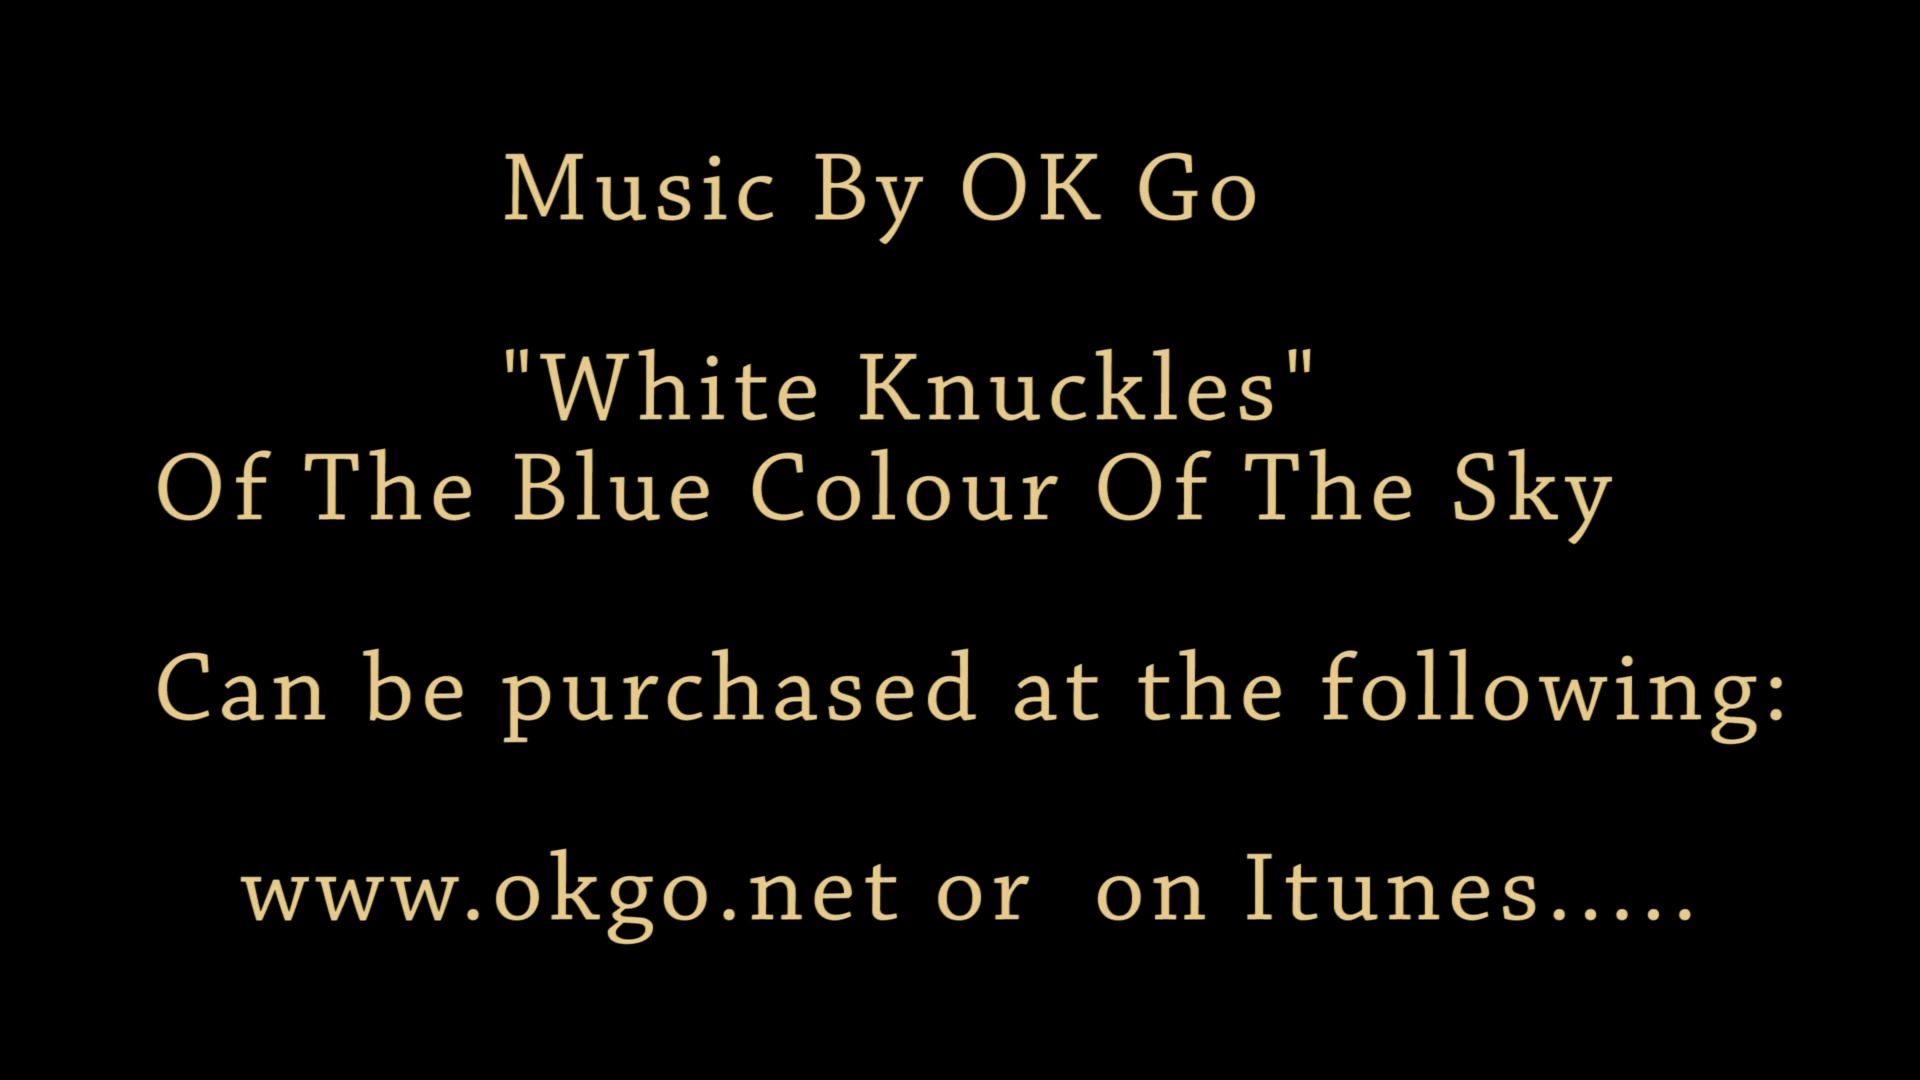 Music By OK Go
"White Knuckles"
Of The Blue Colour Of The Sky
Can be purchased at the following:
www.okgo.net or  on Itunes.....